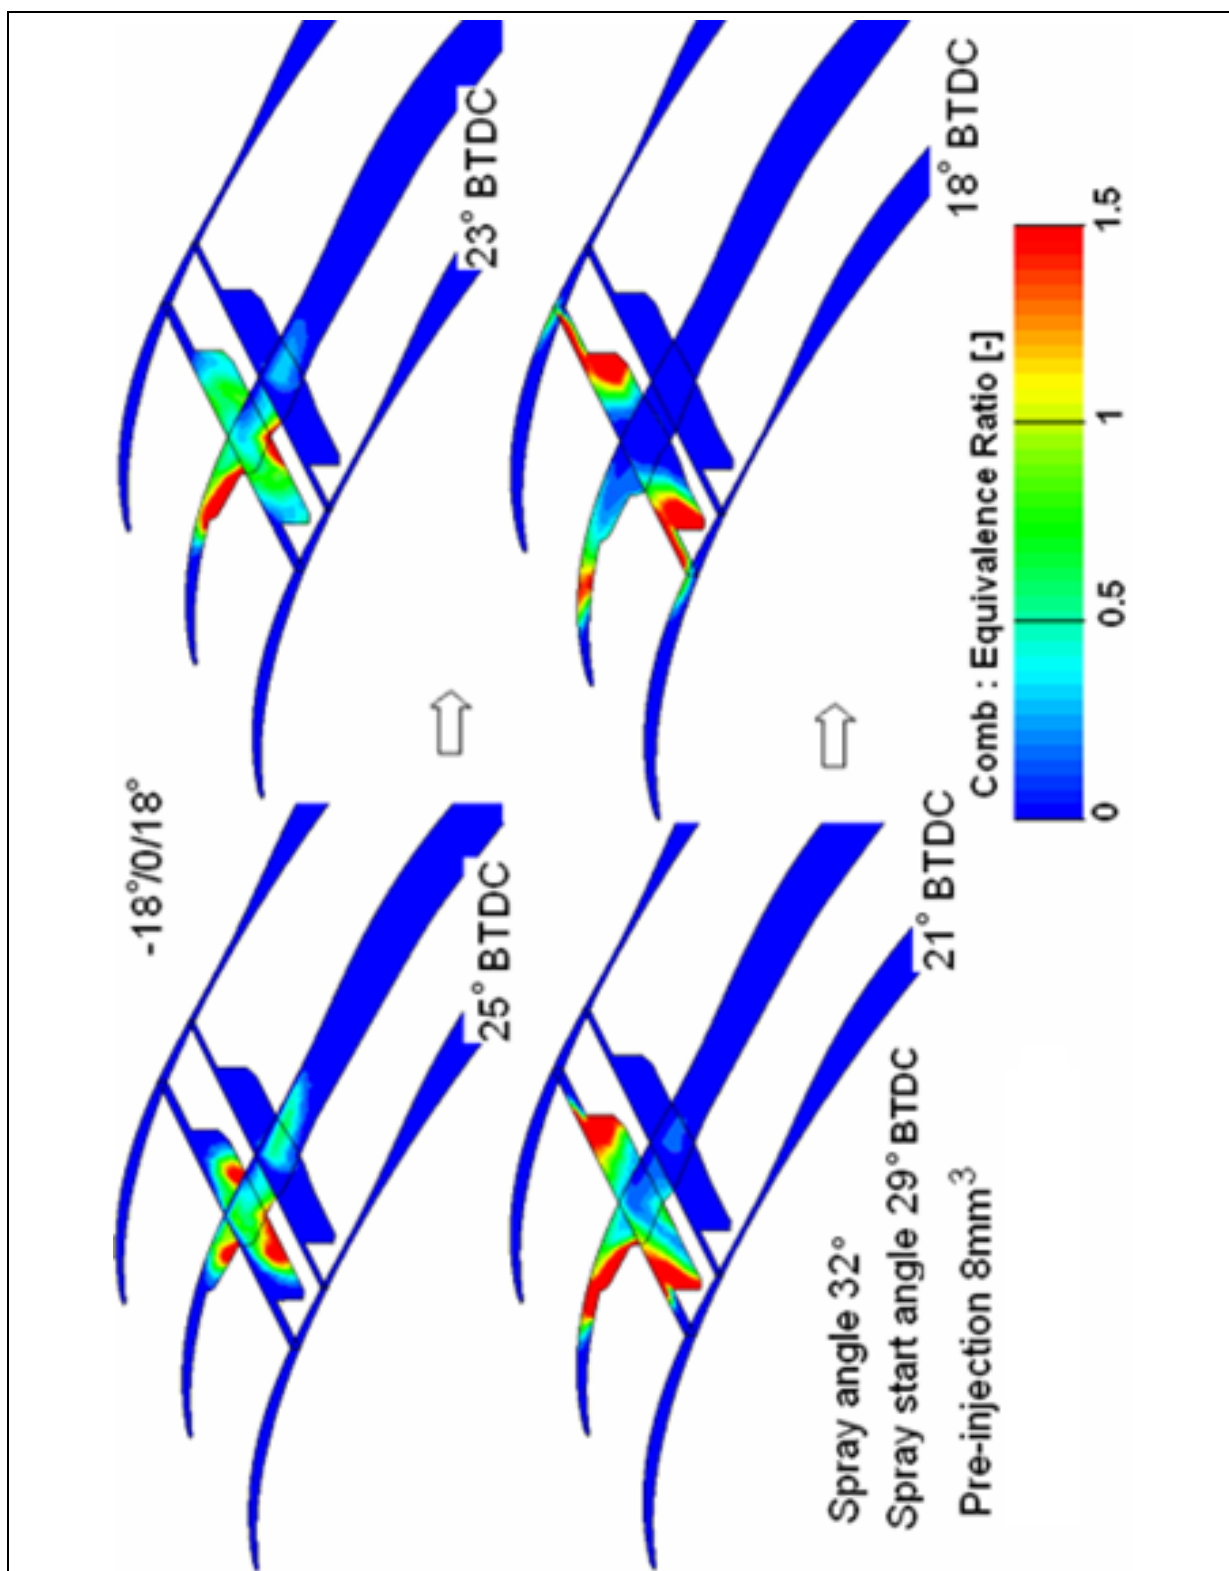 -18°/0/18°
25° BTDC
23° BTDC
21° BTDC
18° BTDC
Spray angle 32°
Spray start angle 29° BTDC
Pre-injection 8mm³
Comb : Equivalence Ratio [-]
0
0.5
1
1.5